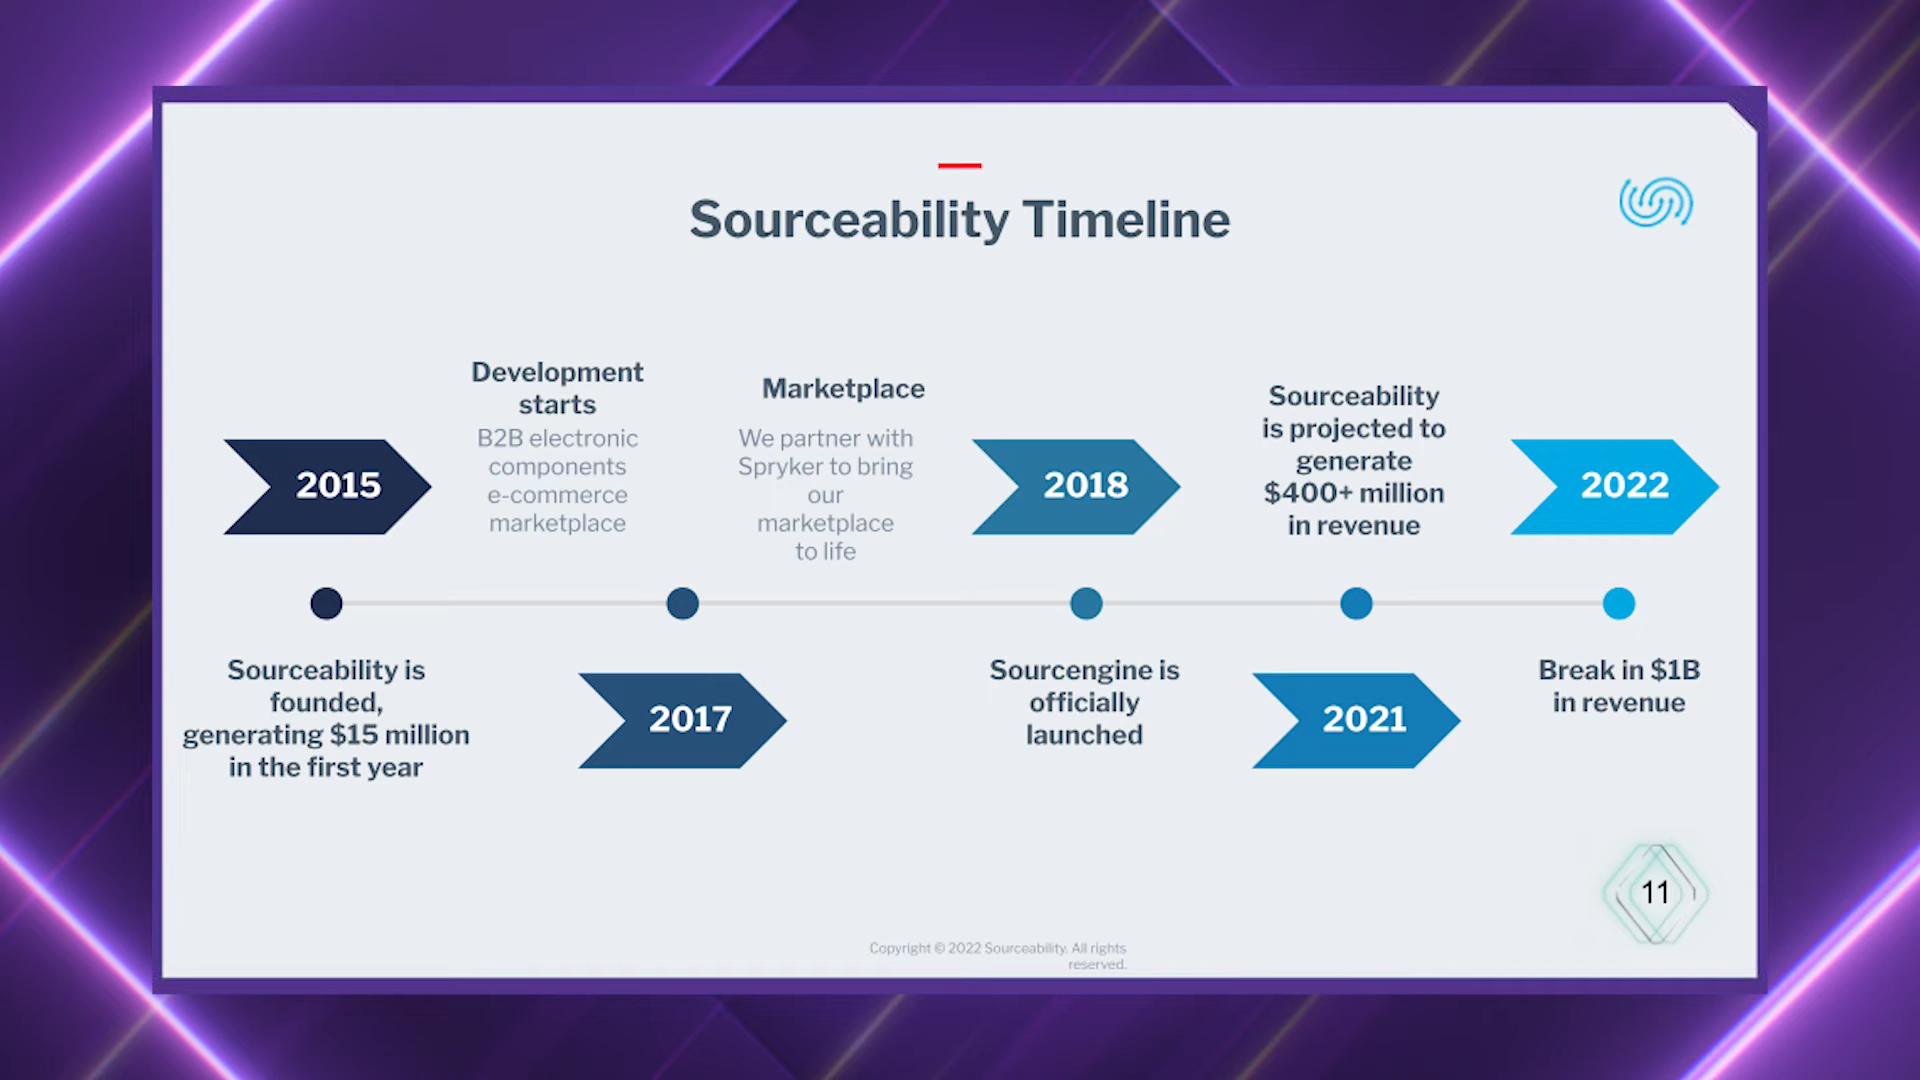 Sourceability Timeline
Development
starts
B2B electronic
components
e-commerce
marketplace
Marketplace
We partner with
Spryker to bring
our
marketplace
to life
Sourceability
is projected to
generate
$400+ million
in revenue
2015
2018
2022
Sourceability is
founded,
generating $15 million
in the first year
2017
Sourcengine is
officially
launched
2021
Break in $1B
in revenue
11
Copyright © 2022 Sourceability. All rights
reserved.